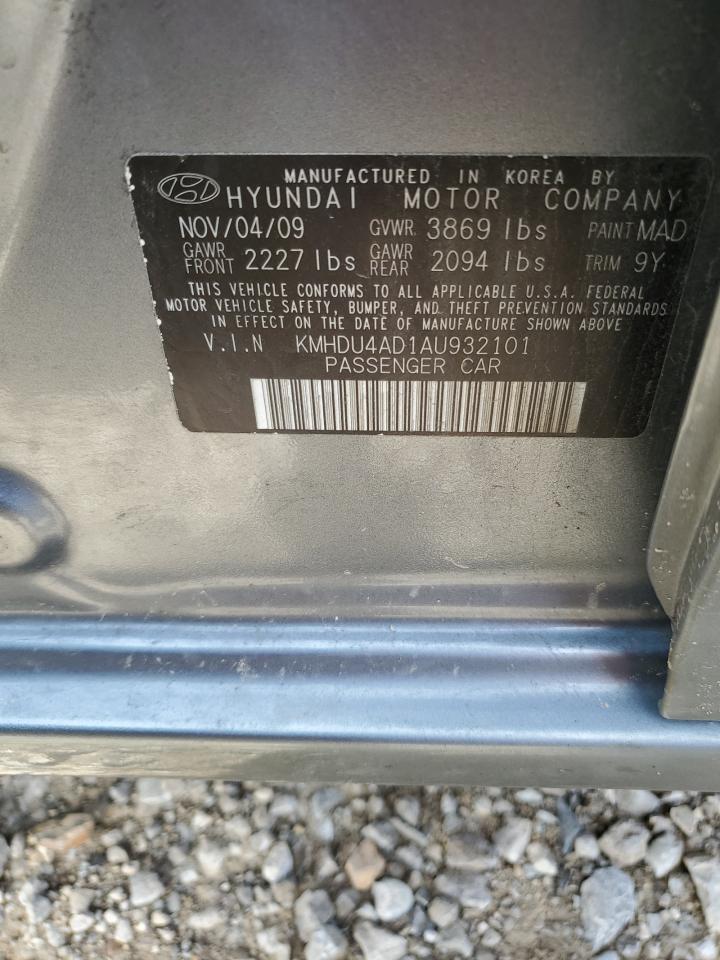 MANUFACTURED IN KOREA BY
HYUNDAI MOTOR COMPANY
NOV/04/09 GVWR 3869 lbs PAINT MAD
GAWR FRONT 2227 lbs GAWR REAR 2094 lbs TRIM 9Y
THIS VEHICLE CONFORMS TO ALL APPLICABLE U.S.A. FEDERAL
MOTOR VEHICLE SAFETY, BUMPER, AND THEFT PREVENTION STANDARDS
IN EFFECT ON THE DATE OF MANUFACTURE SHOWN ABOVE
V.I.N KMHDU4AD1AU932101
PASSENGER CAR